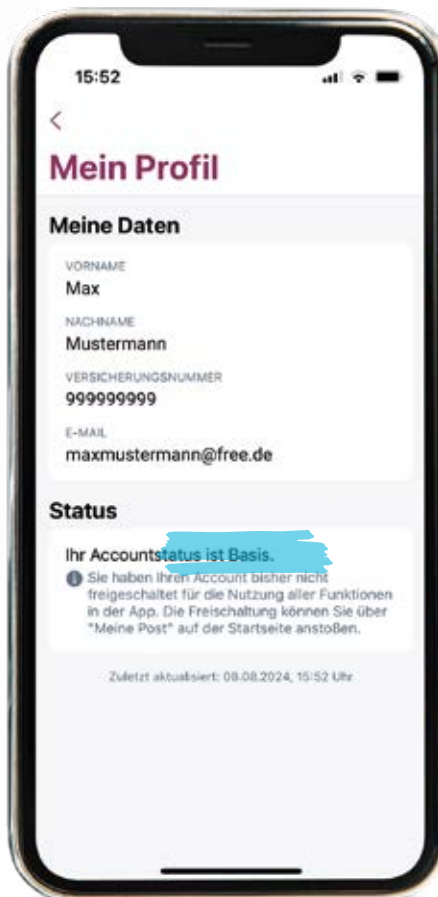 15:52
Mein Profil
Meine Daten
VORNAME
Max
NACHNAME
Mustermann
VERSICHERUNGSNUMMER
999999999
E-MAIL
maxmustermann@free.de
Status
Ihr Accountstatus ist Basis.
Sie haben Ihren Account bisher nicht
freigeschaltet für die Nutzung aller Funktionen
in der App. Die Freischaltung können Sie über
"Meine Post" auf der Startseite anstoßen.
Zuletzt aktualisiert: 09.08.2024, 15:52 Uhr